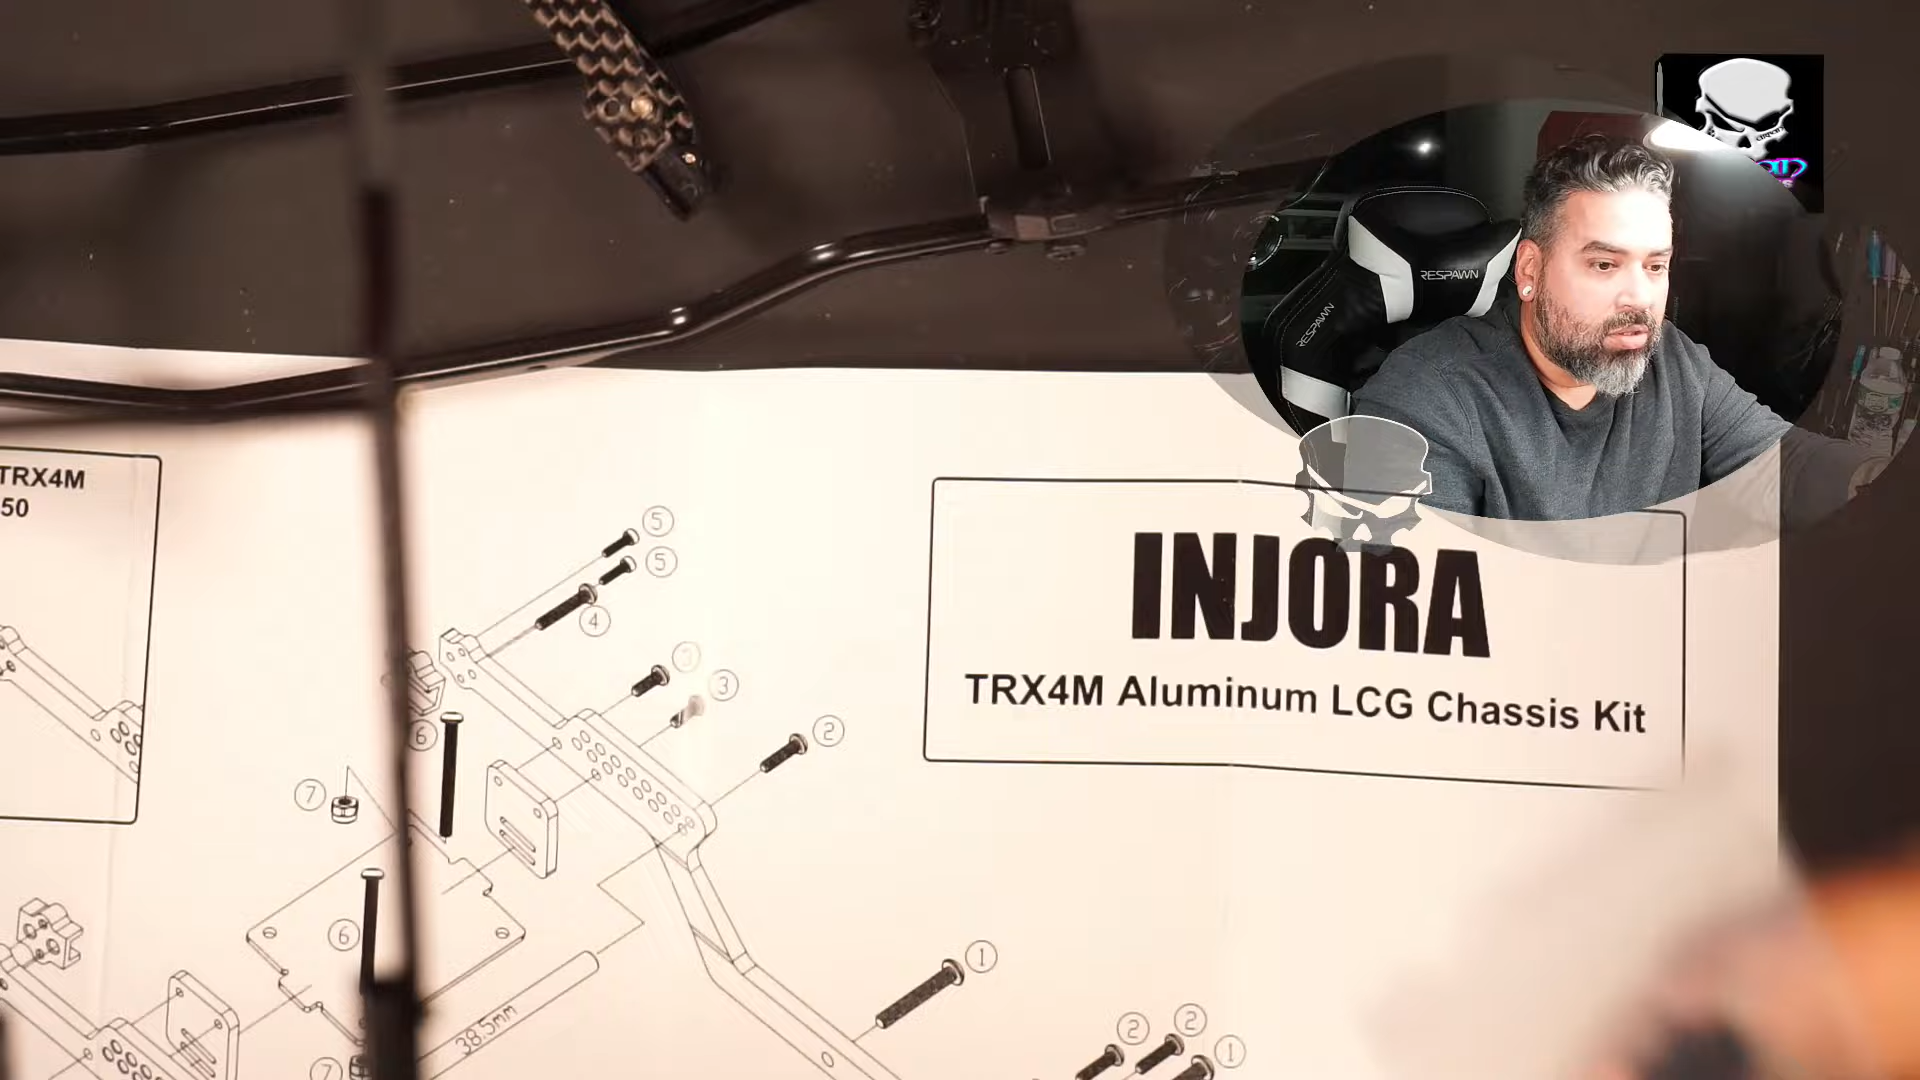 RESPAWN
RESPAWN
TRX4M
50
INJORA
TRX4M Aluminum LCG Chassis Kit
5
5
4
3
3
2
6
7
6
1
38.5mm
2
2
1
7